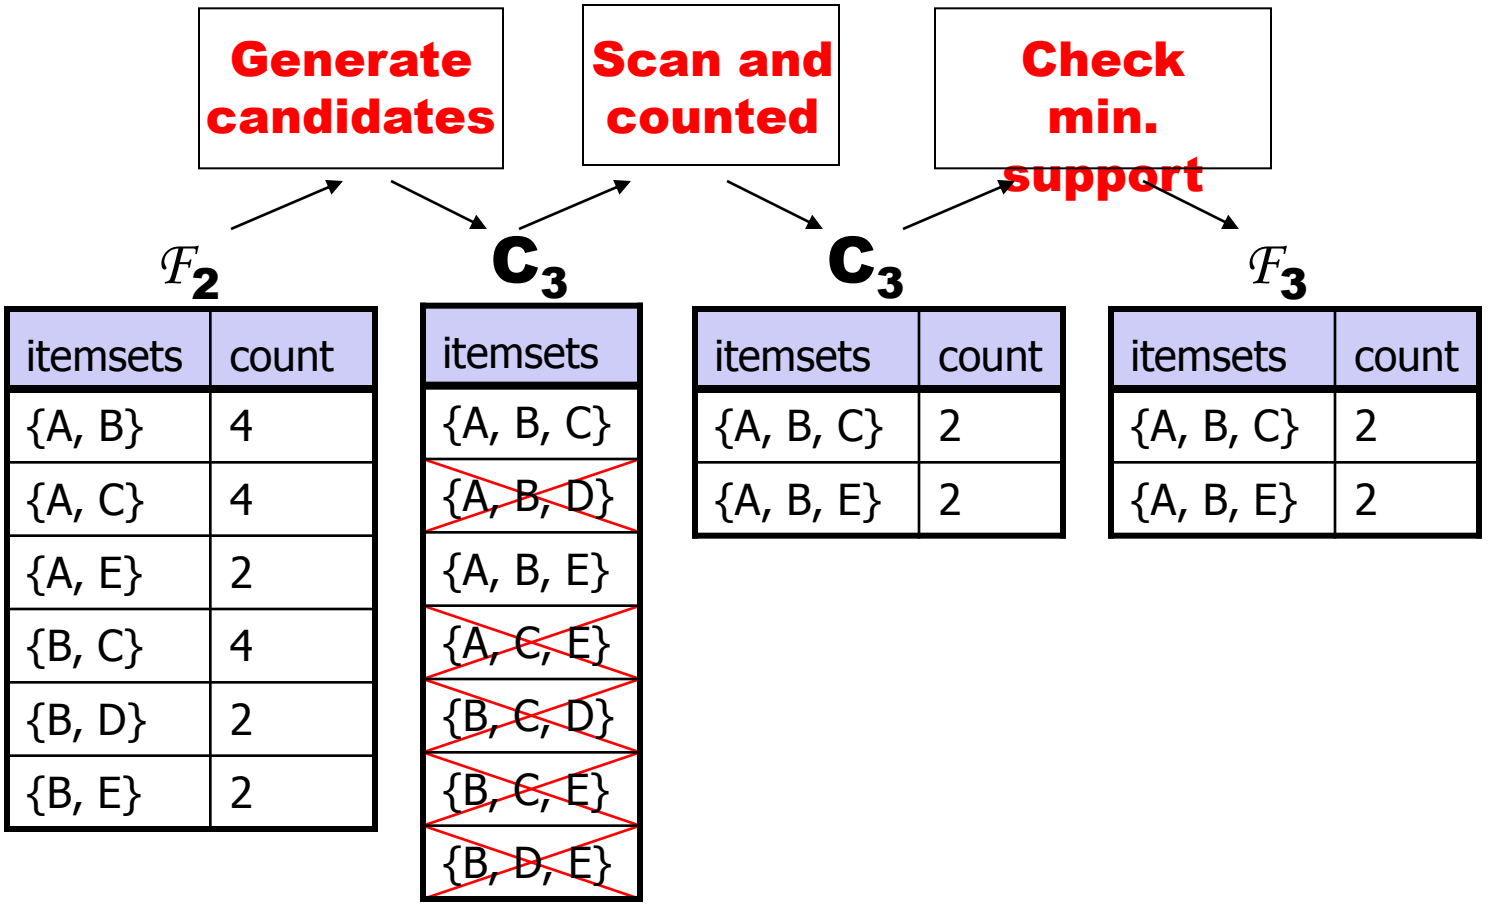 Generate
candidates
Scan and
counted
Check
min.
support
ℱ2
C3
C3
ℱ3
itemsets count
{A, B} 4
{A, C} 4
{A, E} 2
{B, C} 4
{B, D} 2
{B, E} 2
itemsets
{A, B, C}
{A, B, D}
{A, B, E}
{A, C, E}
{B, C, D}
{B, C, E}
{B, D, E}
itemsets count
{A, B, C} 2
{A, B, E} 2
itemsets count
{A, B, C} 2
{A, B, E} 2